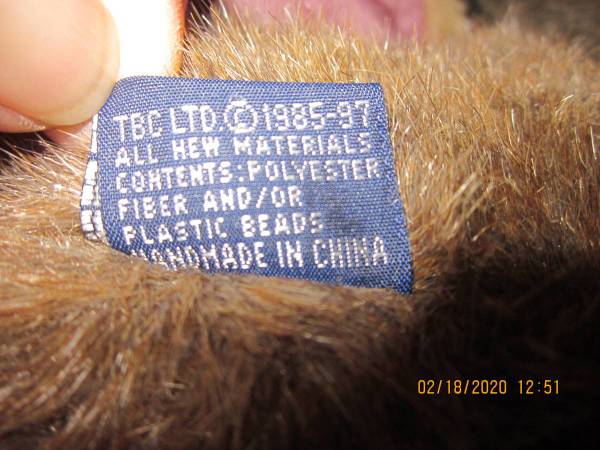 TBC LTD.©1985-97
ALL NEW MATERIALS
CONTENTS:POLYESTER
FIBER AND/OR
PLASTIC BEADS
HANDMADE IN CHINA
02/18/2020 12:51